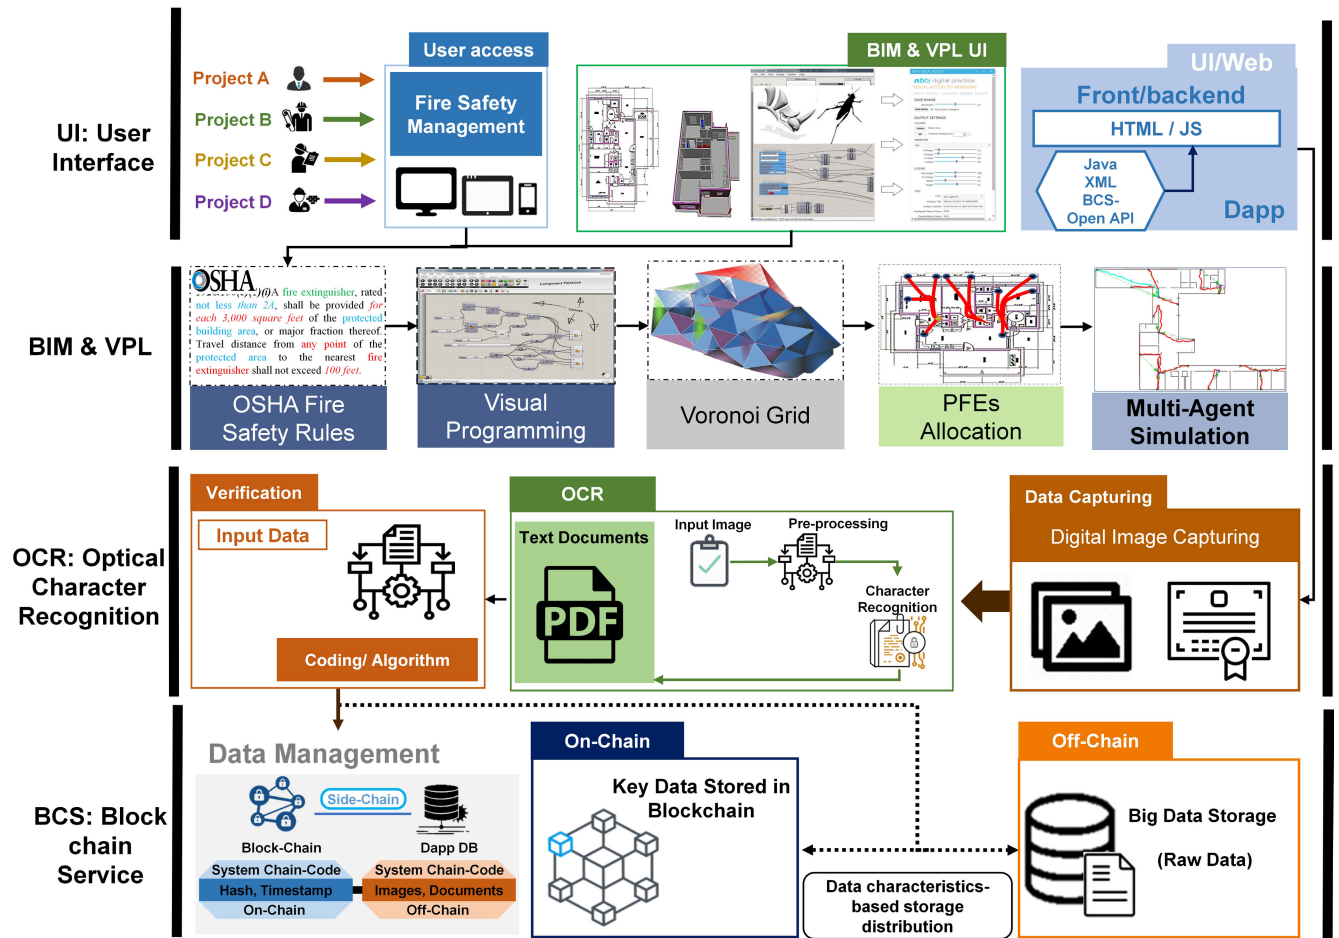 UI: User
Interface
Project A
Project B
Project C
Project D
User access
Fire Safety
Management
BIM & VPL UI
nbbj digital practice
UI/Web
Front/backend
HTML / JS
Java
XML
BCS-
Open API
Dapp
BIM & VPL
OSHA
(i)A fire extinguisher, rated
not less than 2A, shall be provided for
each 3,000 square feet of the protected
building area, or major fraction thereof.
Travel distance from any point of the
protected area to the nearest fire
extinguisher shall not exceed 100 feet.
OSHA Fire
Safety Rules
Visual
Programming
Voronoi Grid
PFEs
Allocation
Multi-Agent
Simulation
OCR: Optical
Character
Recognition
Verification
Input Data
Coding/ Algorithm
OCR
Text Documents
PDF
Input Image
Pre-processing
Character
Recognition
Data Capturing
Digital Image Capturing
BCS: Block
chain
Service
Data Management
Side-Chain
Block-Chain
Dapp DB
System Chain-Code
Hash, Timestamp
On-Chain
System Chain-Code
Images, Documents
Off-Chain
On-Chain
Key Data Stored in
Blockchain
Data characteristics-
based storage
distribution
Off-Chain
Big Data Storage
(Raw Data)